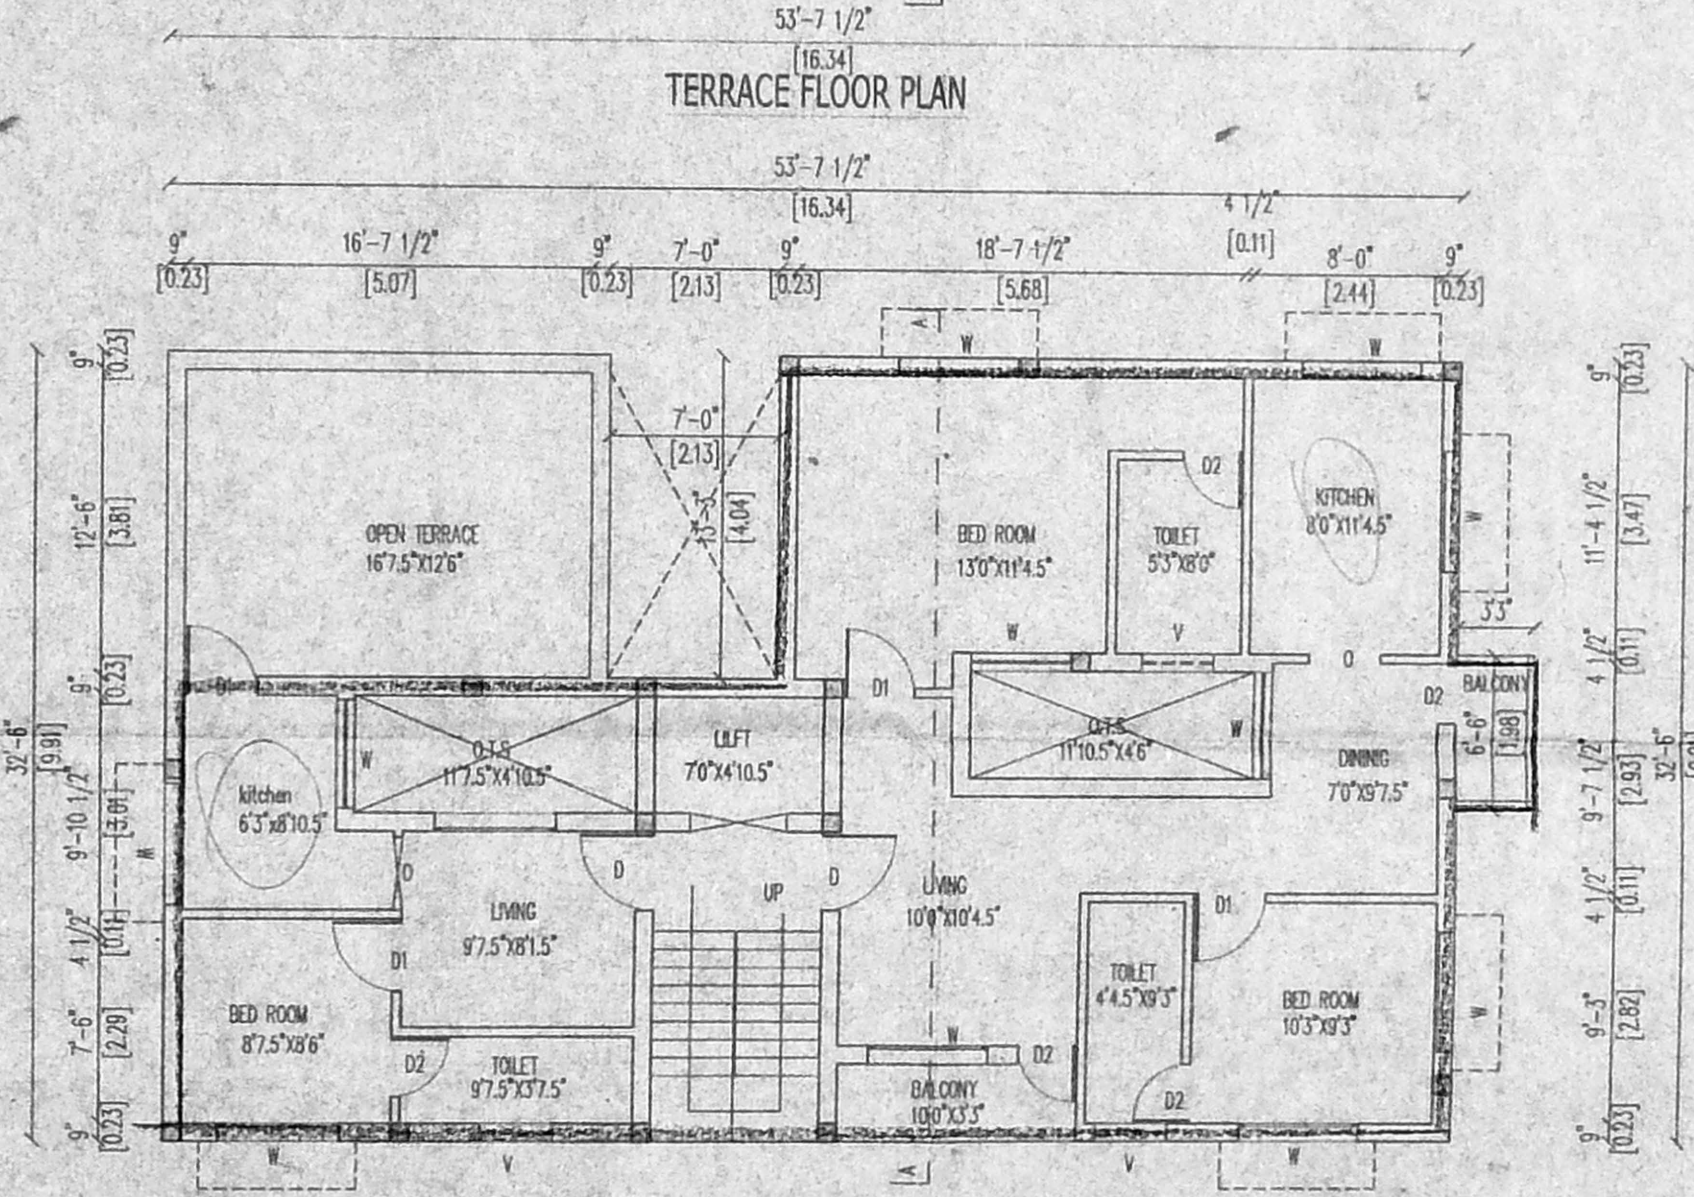 53'-7 1/2"
[16.34]
TERRACE FLOOR PLAN
53'-7 1/2"
[16.34]
9" 16'-7 1/2" 9" 7'-0" 9" 18'-7 1/2" 4 1/2" 8'-0" 9"
[0.23] [5.07] [0.23] [2.13] [0.23] [5.68] [0.11] [2.44] [0.23]
A
W
W
9"
[0.23]
9"
[0.23]
7'-0"
[2.13]
13'-3"
[4.04]
12'-6"
[3.81]
OPEN TERRACE
16'7.5"X12'6"
BED ROOM
13'0"X11'4.5"
TOILET
5'3"X8'0"
D2
KITCHEN
8'0"X11'4.5"
W
11'-4 1/2"
[3.47]
3'3"
W
V
O
4 1/2"
[0.11]
9"
[0.23]
D1
D1
D2
BALCONY
6'-6"
1.98
32'-6"
[9.91]
O.T.S
11'7.5"X4'10.5"
W
LILFT
7'0"X4'10.5"
O.T.S
11'10.5"X4'6"
W
DINING
7'0"X9'7.5"
9'-7 1/2"
[2.93]
32'-6"
kitchen
6'3"x8'10.5"
9'-10 1/2"
[3.01]
W
D
D
UP
D
LIVING
10'0"X10'4.5"
LIVING
9'7.5"X8'1.5"
D1
4 1/2"
[0.11]
4 1/2"
[0.11]
D1
TOILET
4'4.5"X9'3"
BED ROOM
10'3"X9'3"
W
9'-3"
[2.82]
BED ROOM
8'7.5"X8'6"
7'-6"
[2.29]
D2
TOILET
9'7.5"X3'7.5"
W
D2
BALCONY
10'0"X3'3"
D2
9"
[0.23]
9"
[0.23]
W
V
A
V
W